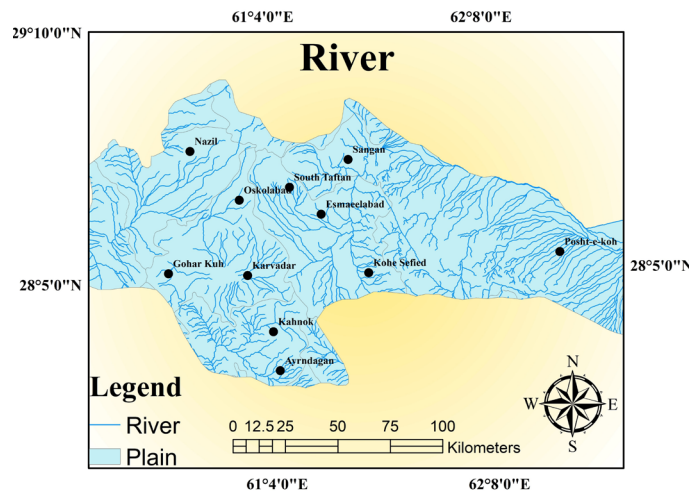 61°4'0"E
62°8'0"E
29°10'0"N
River
Nazil
Sangan
South Taftan
Oskolabad
Esmaeelabad
Poshr-e-koh
Gohar Kuh
Karvadar
Kohe Sefied
28°5'0"N
28°5'0"N
Kahnok
Ayrndagan
Legend
River
Plain
0 12.5 25 50 75 100
Kilometers
N
W
E
S
61°4'0"E
62°8'0"E